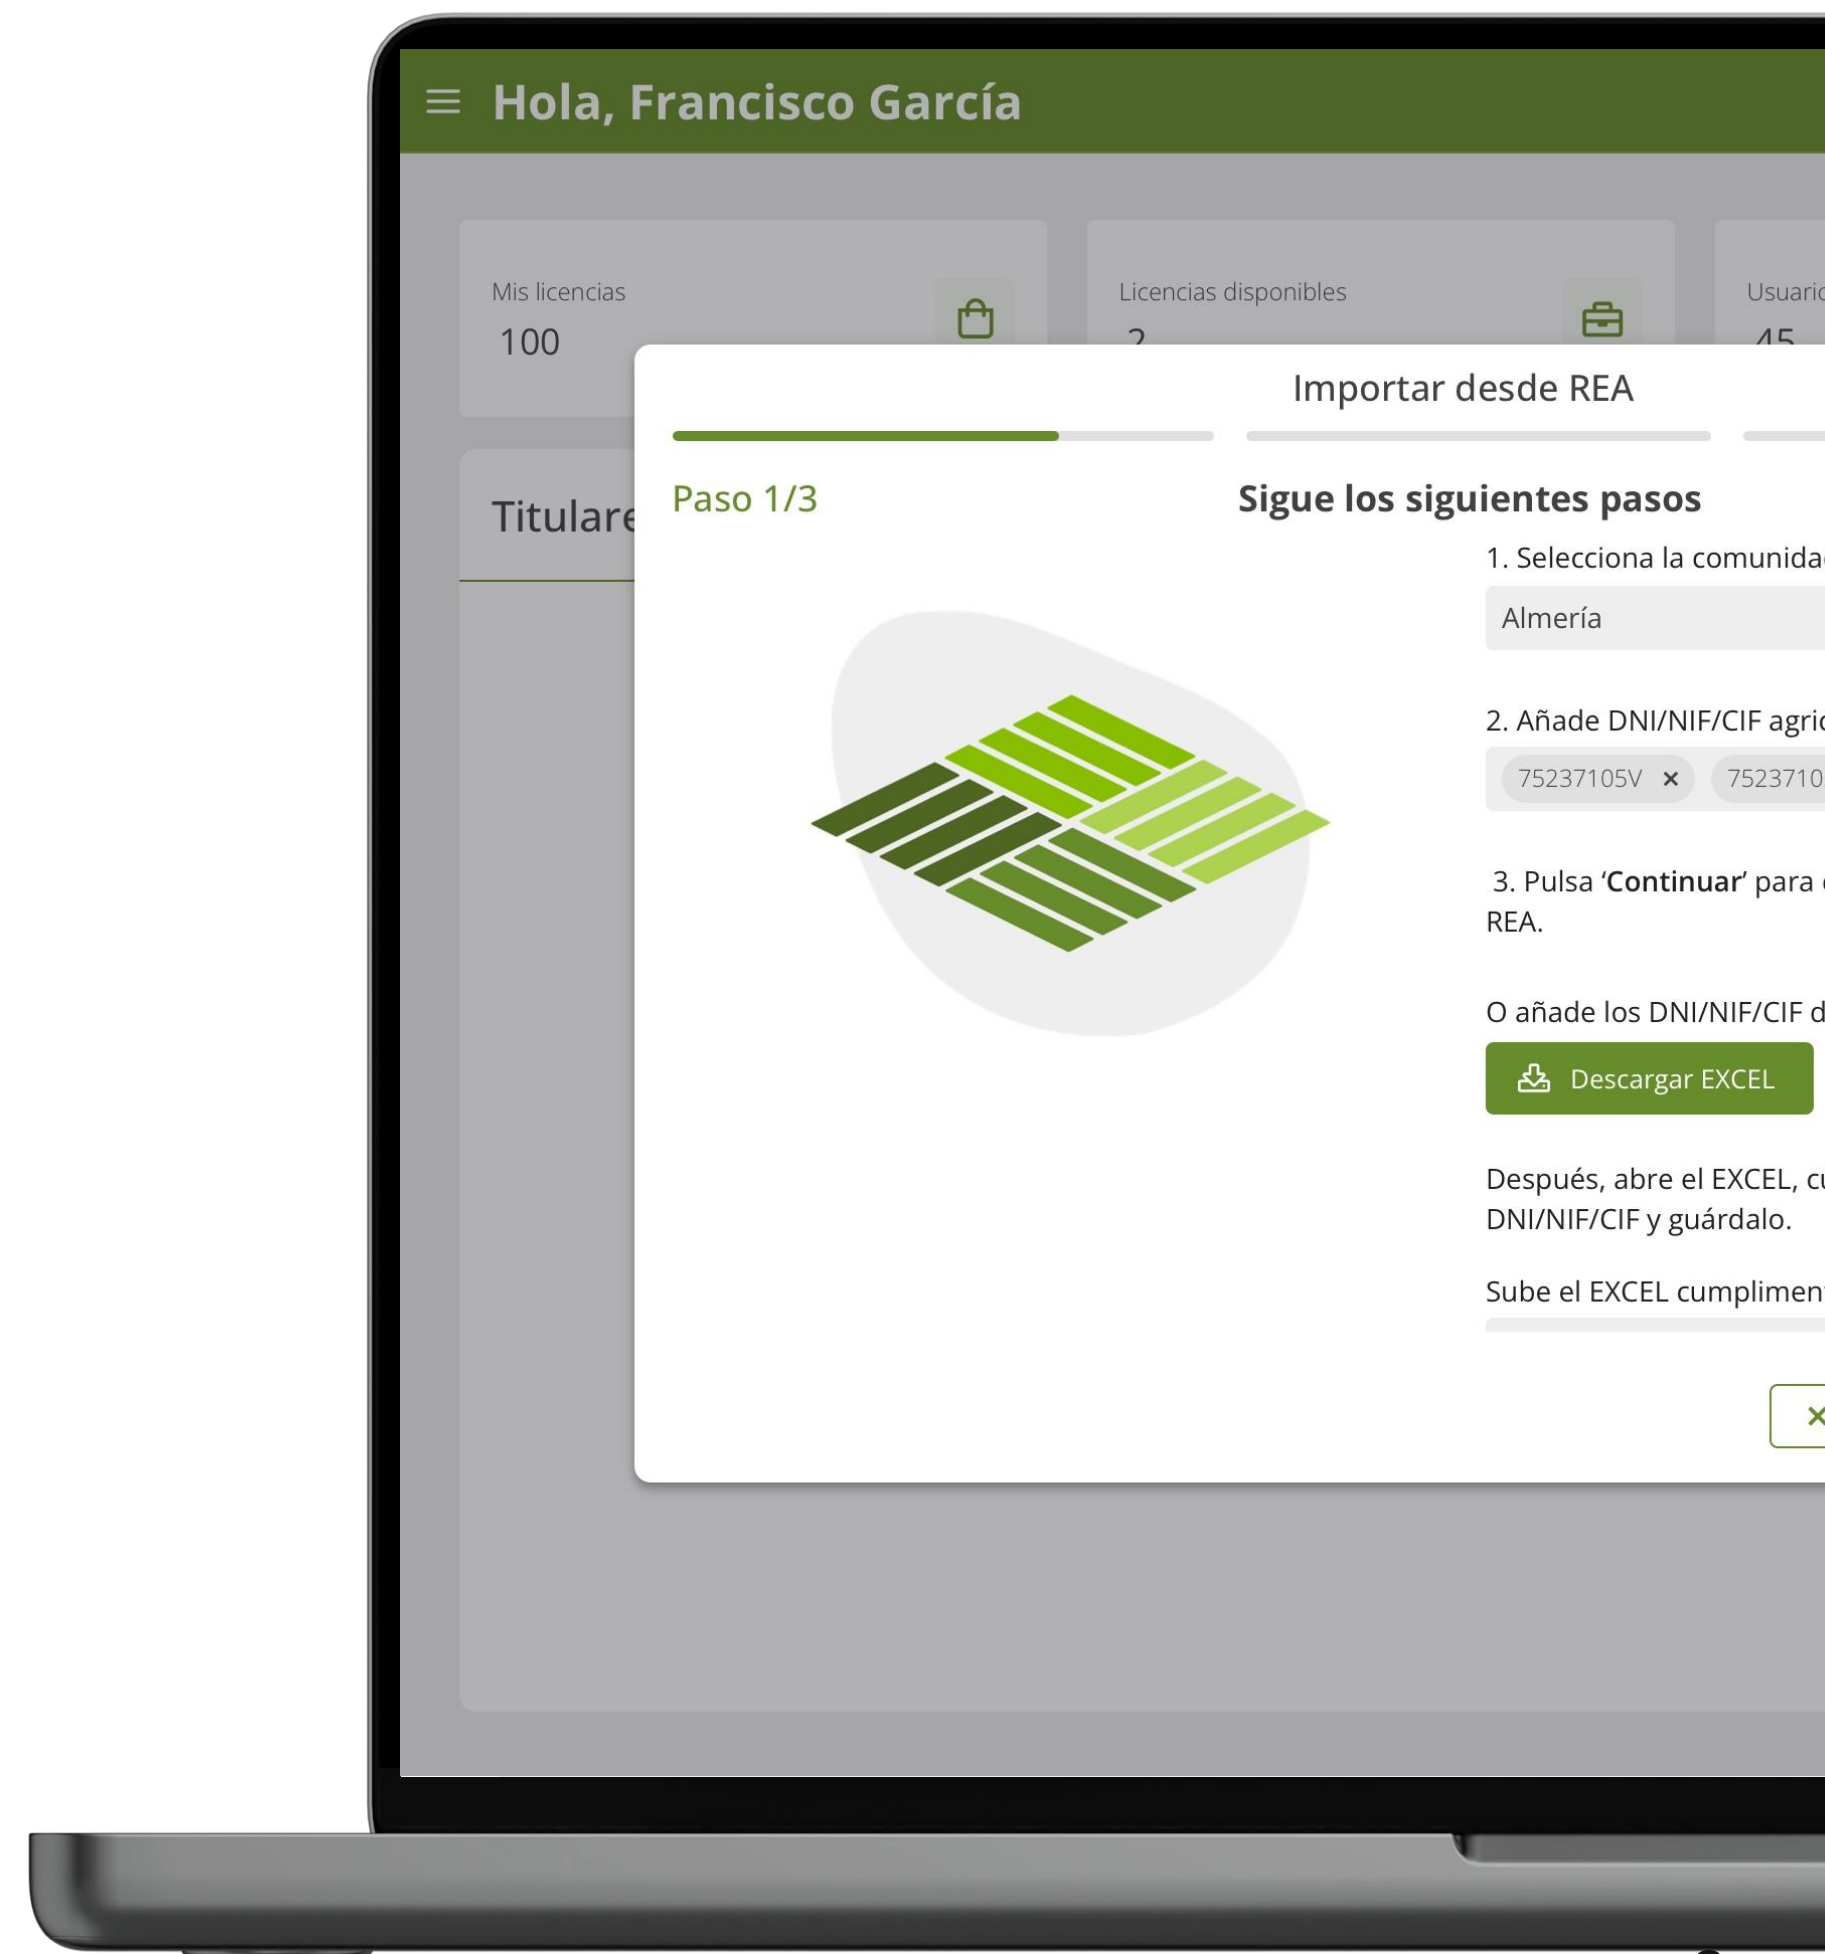 Hola, Francisco García
Mis licencias
100
Licencias disponibles
2
45
Importar desde REA
Paso 1/3
Sigue los siguientes pasos
1. Selecciona la
Almería
2. Añade DNI/NIF/CIF
75237105V
3. Pulsa ‘Continuar’ para
REA.
O añade los DNI/NIF/CIF
Descargar EXCEL
Después, abre el EXCEL,
DNI/NIF/CIF y guárdalo.
Sube el EXCEL